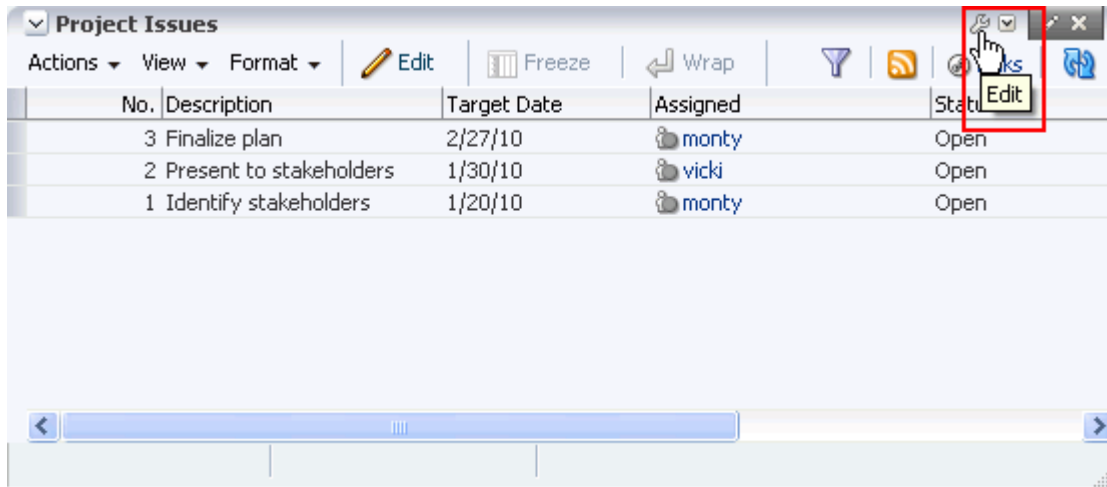 Project Issues
Actions View Format Edit Freeze Wrap
Edit
No. Description Target Date Assigned
3 Finalize plan 2/27/10 monty Open
2 Present to stakeholders 1/30/10 vicki Open
1 Identify stakeholders 1/20/10 monty Open